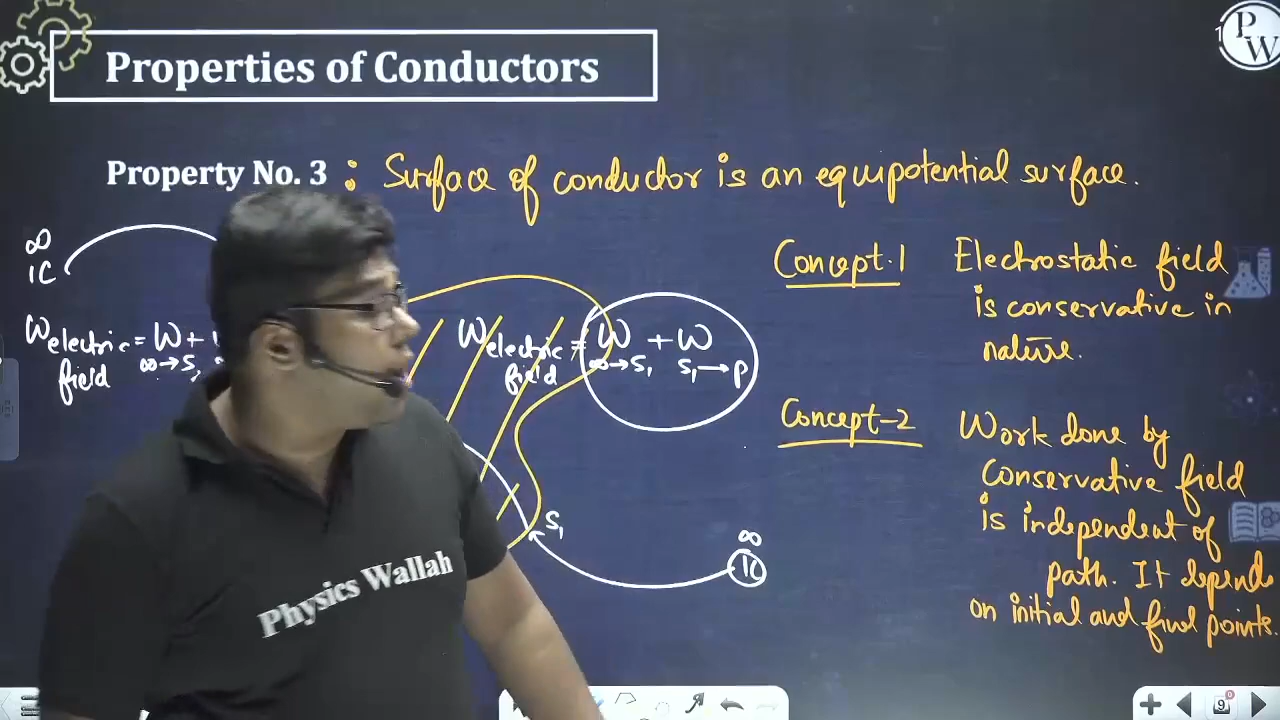 Properties of Conductors
P
W
Property No. 3 : Surface of conductor is an equipotential surface.
∞
1C
W electric field = W ∞→S₁ +
W electric field = W ∞→S₁ + W S₁→P
Concept-1 Electrostatic field
is conservative in
nature.
Concept-2 Work done by
Conservative field
is independent of
path. It depends
on initial and final points.
S₁
∞
1C
Physics Wallah
9